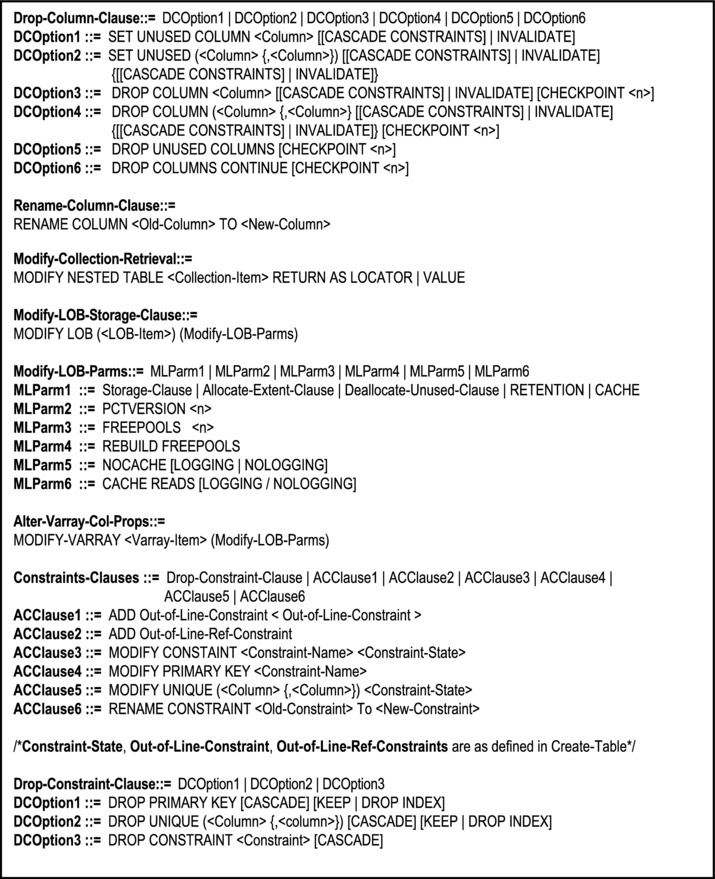 Drop-Column-Clause::= DCOption1 | DCOption2 | DCOption3 | DCOption4 | DCOption5 | DCOption6
DCOption1 ::= SET UNUSED COLUMN <Column> [[CASCADE CONSTRAINTS] | INVALIDATE]
DCOption2 ::= SET UNUSED (<Column> {,<Column>}) [[CASCADE CONSTRAINTS] | INVALIDATE]
{[[CASCADE CONSTRAINTS] | INVALIDATE]}
DCOption3 ::= DROP COLUMN <Column> [[CASCADE CONSTRAINTS] | INVALIDATE] [CHECKPOINT <n>]
DCOption4 ::= DROP COLUMN (<Column> {,<Column>} [[CASCADE CONSTRAINTS] | INVALIDATE]
{[[CASCADE CONSTRAINTS] | INVALIDATE]} [CHECKPOINT <n>]
DCOption5 ::= DROP UNUSED COLUMNS [CHECKPOINT <n>]
DCOption6 ::= DROP COLUMNS CONTINUE [CHECKPOINT <n>]
Rename-Column-Clause::=
RENAME COLUMN <Old-Column> TO <New-Column>
Modify-Collection-Retrieval::=
MODIFY NESTED TABLE <Collection-Item> RETURN AS LOCATOR | VALUE
Modify-LOB-Storage-Clause::=
MODIFY LOB (<LOB-Item>) (Modify-LOB-Parms)
Modify-LOB-Parms::= MLParm1 | MLParm2 | MLParm3 | MLParm4 | MLParm5 | MLParm6
MLParm1 ::= Storage-Clause | Allocate-Extent-Clause | Deallocate-Unused-Clause | RETENTION | CACHE
MLParm2 ::= PCTVERSION <n>
MLParm3 ::= FREEPOOLS <n>
MLParm4 ::= REBUILD FREEPOOLS
MLParm5 ::= NOCACHE [LOGGING | NOLOGGING]
MLParm6 ::= CACHE READS [LOGGING / NOLOGGING]
Alter-Varray-Col-Props::=
MODIFY-VARRAY <Varray-Item> (Modify-LOB-Parms)
Constraints-Clauses ::= Drop-Constraint-Clause | ACClause1 | ACClause2 | ACClause3 | ACClause4 |
ACClause5 | ACClause6
ACClause1 ::= ADD Out-of-Line-Constraint < Out-of-Line-Constraint >
ACClause2 ::= ADD Out-of-Line-Ref-Constraint
ACClause3 ::= MODIFY CONSTAINT <Constraint-Name> <Constraint-State>
ACClause4 ::= MODIFY PRIMARY KEY <Constraint-Name>
ACClause5 ::= MODIFY UNIQUE (<Column> {,<Column>}) <Constraint-State>
ACClause6 ::= RENAME CONSTRAINT <Old-Constraint> To <New-Constraint>
/*Constraint-State, Out-of-Line-Constraint, Out-of-Line-Ref-Constraints are as defined in Create-Table*/
Drop-Constraint-Clause::= DCOption1 | DCOption2 | DCOption3
DCOption1 ::= DROP PRIMARY KEY [CASCADE] [KEEP | DROP INDEX]
DCOption2 ::= DROP UNIQUE (<Column> {,<column>}) [CASCADE] [KEEP | DROP INDEX]
DCOption3 ::= DROP CONSTRAINT <Constraint> [CASCADE]